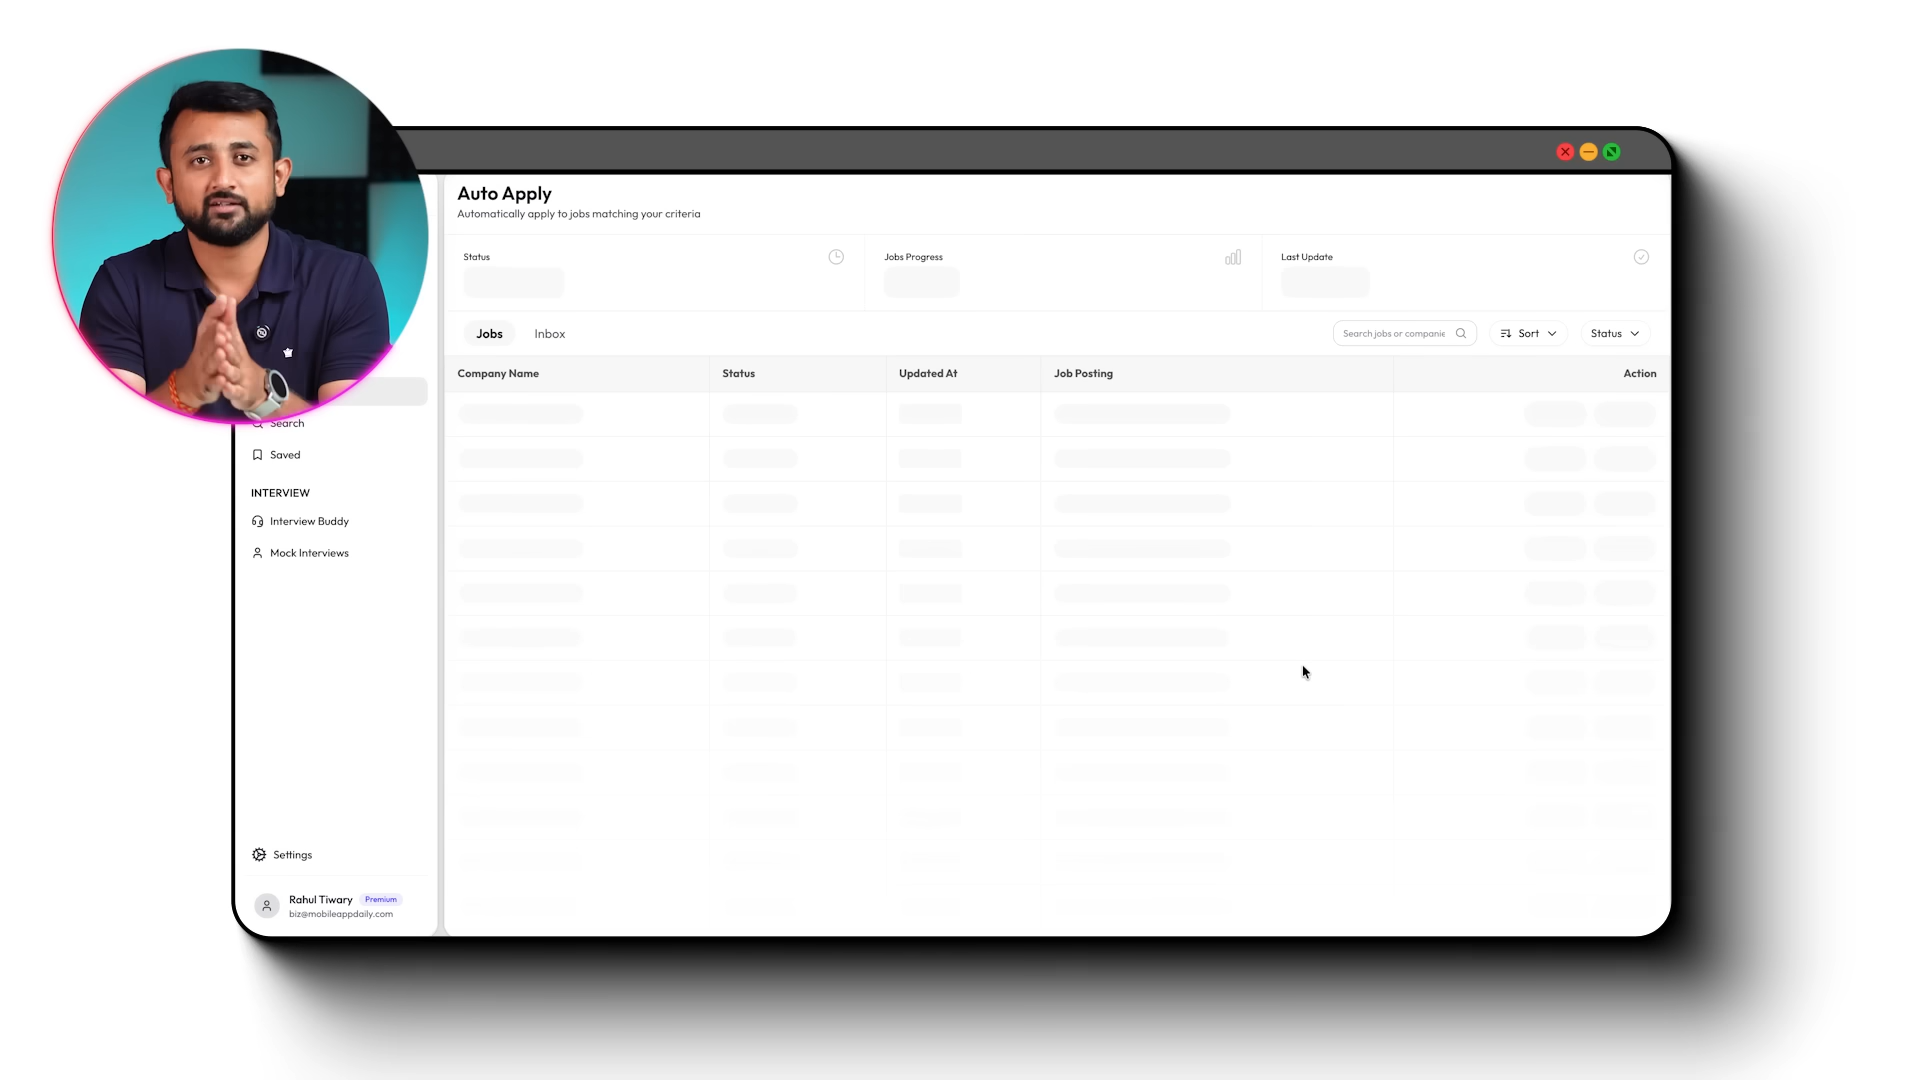 Auto Apply
Automatically apply to jobs matching your criteria
Status
Jobs Progress
Last Update
Jobs
Inbox
Search jobs or companie
Sort
Status
Company Name
Status
Updated At
Job Posting
Action
Search
Saved
INTERVIEW
Interview Buddy
Mock Interviews
Settings
Rahul Tiwary Premium
biz@mobileappdaily.com